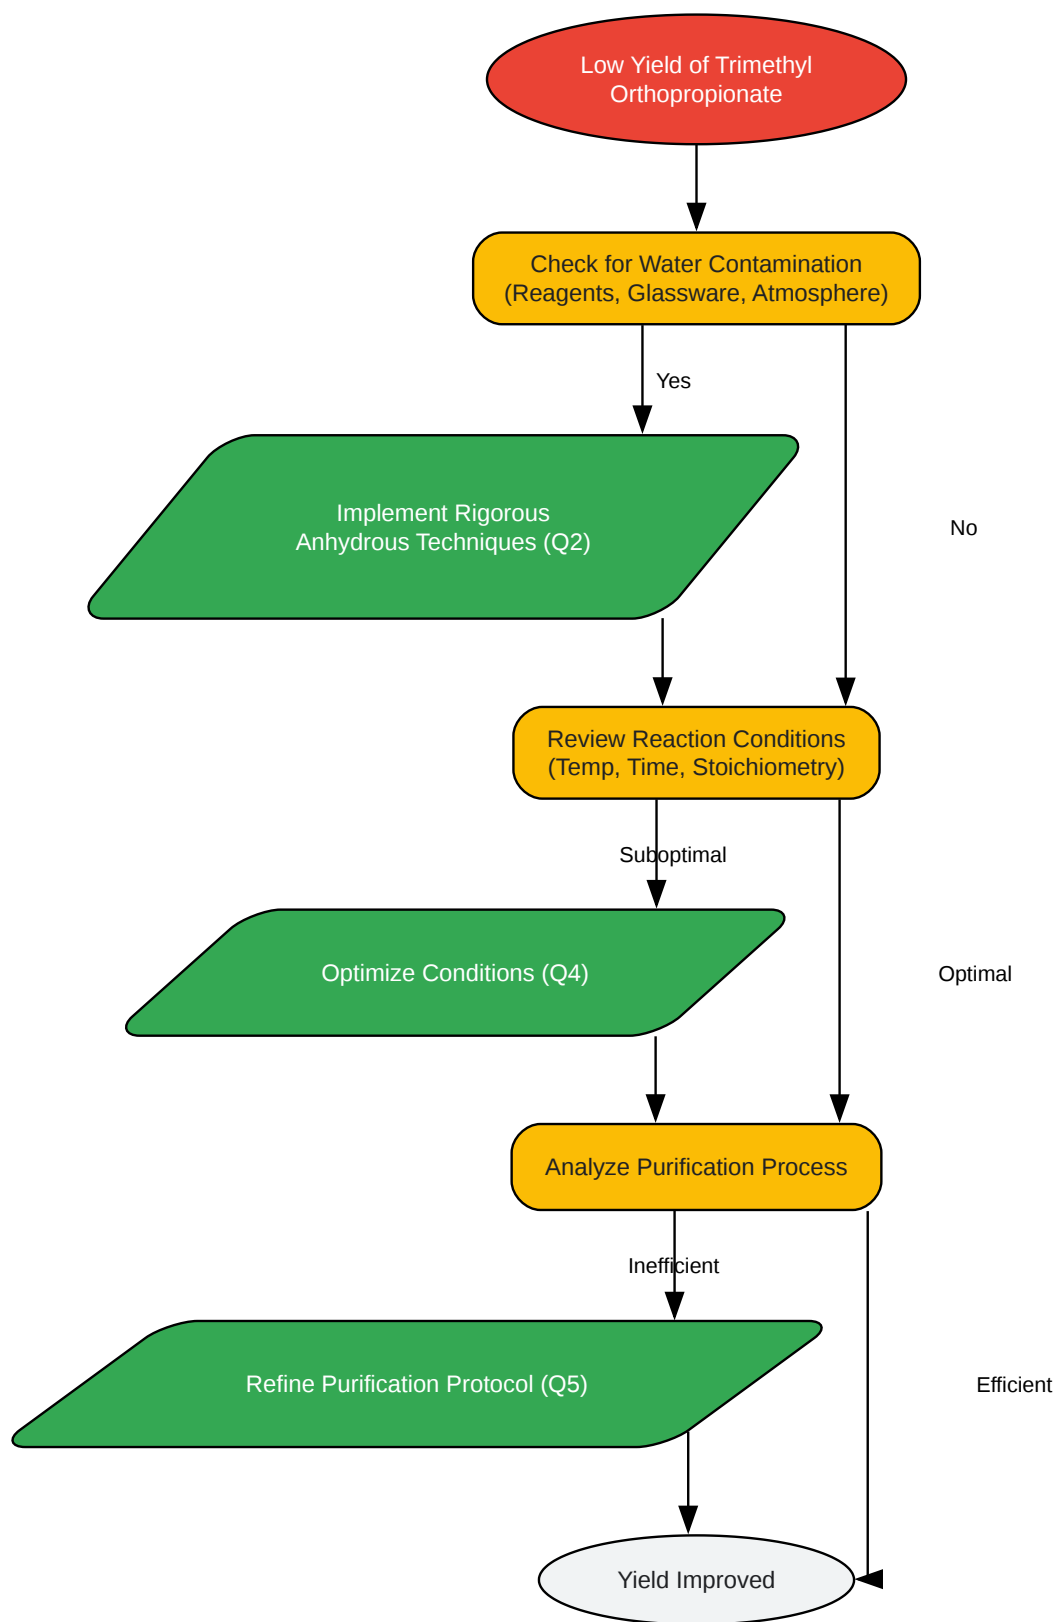 Low Yield of Trimethyl
Orthopropionate
Check for Water Contamination
(Reagents, Glassware, Atmosphere)
Yes
Implement Rigorous
Anhydrous Techniques (Q2)
No
Review Reaction Conditions
(Temp, Time, Stoichiometry)
Suboptimal
Optimize Conditions (Q4)
Optimal
Analyze Purification Process
Inefficient
Refine Purification Protocol (Q5)
Efficient
Yield Improved